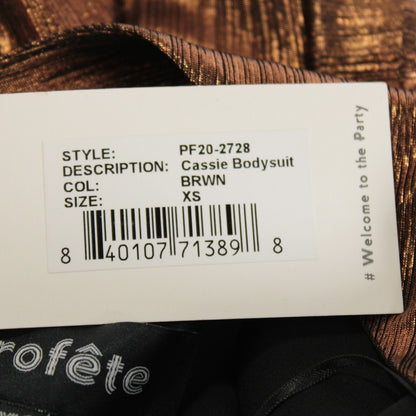 STYLE: PF20-2728
DESCRIPTION: Cassie Bodysuit
COL: BRWN
SIZE: XS
8 40107 71389 8
# Welcome to the Party
rofête